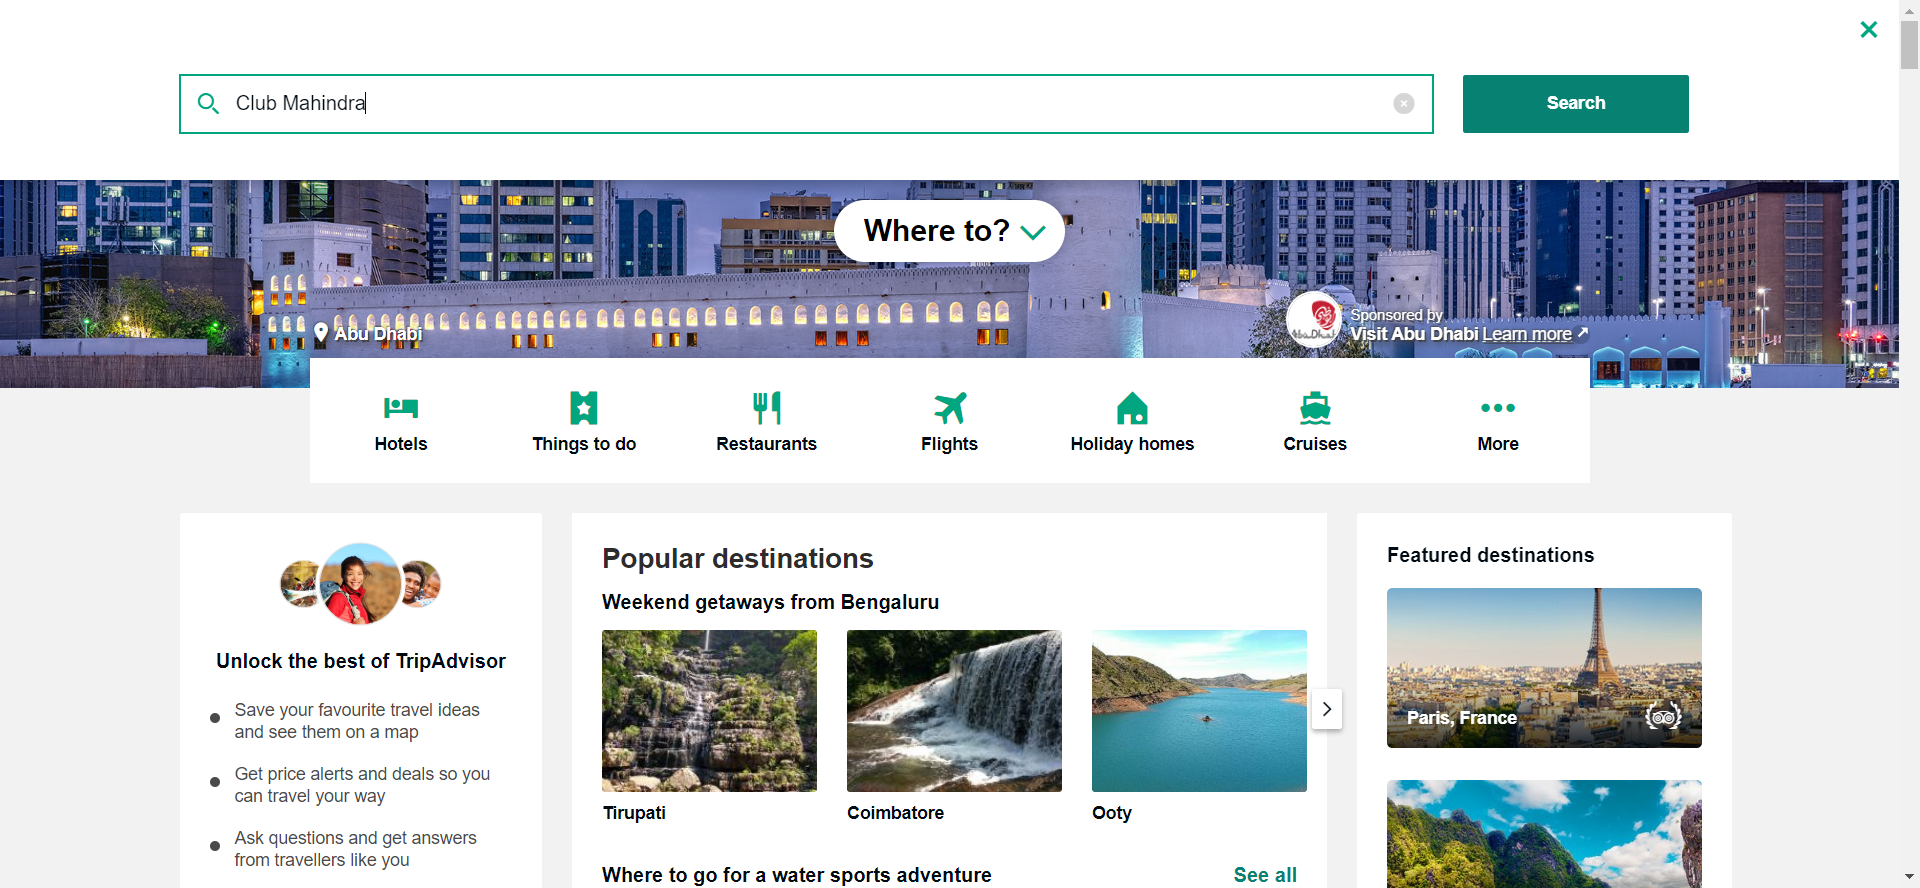 Club Mahindra
Search
Where to?
Abu Dhabi
Sponsored by
Visit Abu Dhabi Learn more
Hotels
Things to do
Restaurants
Flights
Holiday homes
Cruises
More
Unlock the best of TripAdvisor
Save your favourite travel ideas
and see them on a map
Get price alerts and deals so you
can travel your way
Ask questions and get answers
from travellers like you
Popular destinations
Weekend getaways from Bengaluru
Tirupati
Coimbatore
Ooty
Where to go for a water sports adventure
See all
Featured destinations
Paris, France